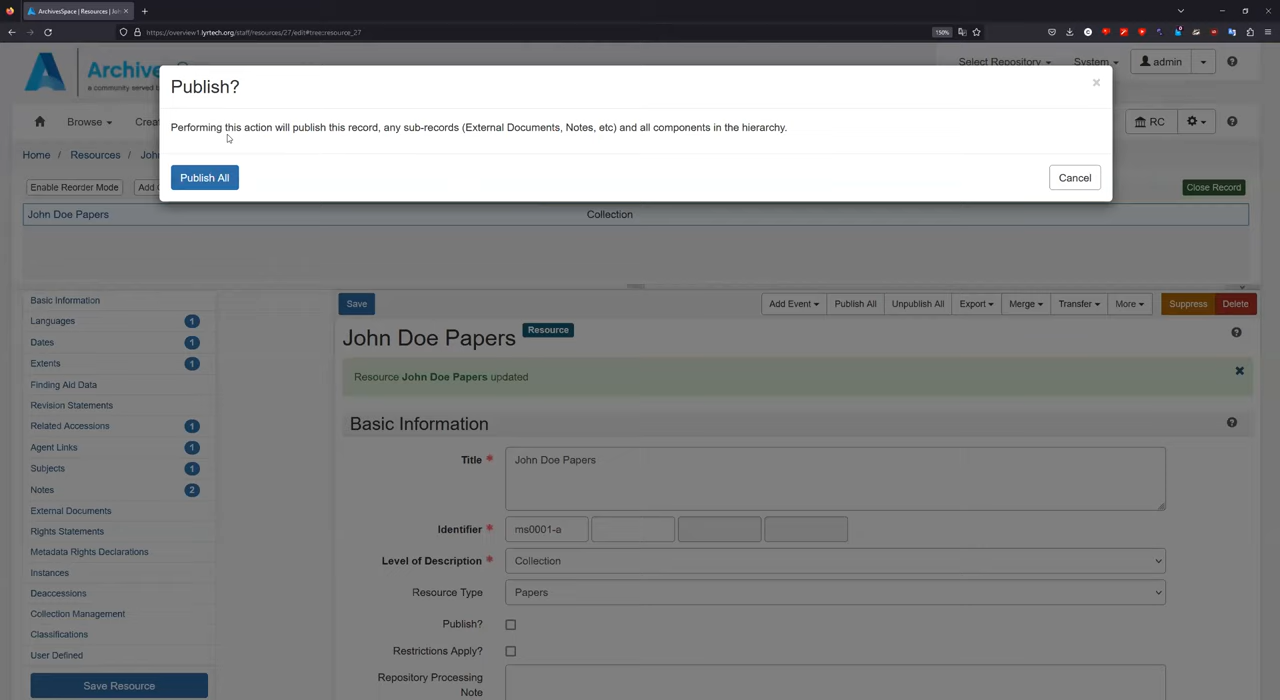 ArchivesSpace | Resources | Joh
https://overview1.lyrtech.org/staff/resources/27/edit#tree::resource_27
150%
Archives
a community served b
Select Repository
System
admin
Publish?
Performing this action will publish this record, any sub-records (External Documents, Notes, etc) and all components in the hierarchy.
Publish All
Cancel
Browse
Crea
RC
Home
Resources
Joh
Enable Reorder Mode
Add C
Close Record
John Doe Papers
Collection
Basic Information
Languages 1
Dates 1
Extents 1
Finding Aid Data
Revision Statements
Related Accessions 1
Agent Links 1
Subjects 1
Notes 2
External Documents
Rights Statements
Metadata Rights Declarations
Instances
Deaccessions
Collection Management
Classifications
User Defined
Save Resource
Save
Add Event
Publish All
Unpublish All
Export
Merge
Transfer
More
Suppress
Delete
John Doe Papers
Resource
Resource John Doe Papers updated
Basic Information
Title * John Doe Papers
Identifier * ms0001-a
Level of Description * Collection
Resource Type Papers
Publish?
Restrictions Apply?
Repository Processing
Note